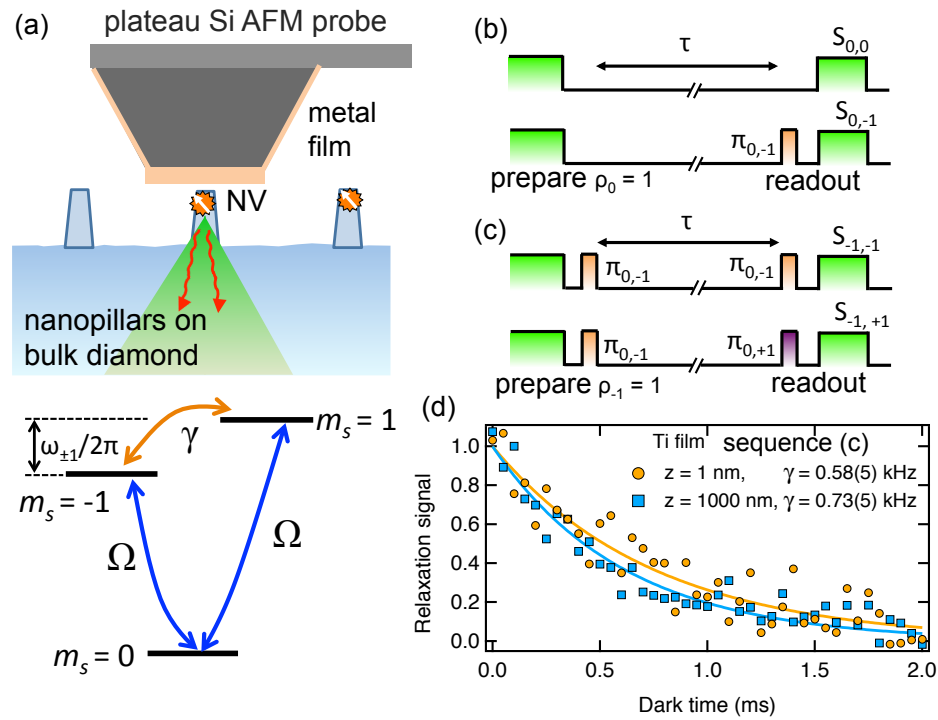 (a)
plateau Si AFM probe
metal
film
NV
nanopillars on
bulk diamond
ω±1/2π
γ
mₛ = 1
mₛ = -1
Ω
Ω
mₛ = 0
(b)
τ
S₀,₀
π₀,₋₁
S₀,₋₁
prepare ρ₀ = 1
readout
(c)
τ
π₀,₋₁
π₀,₋₁
S₋₁,₋₁
π₀,₋₁
π₀,₊₁
S₋₁, ₊₁
prepare ρ₋₁ = 1
readout
(d)
Ti film sequence (c)
z = 1 nm, γ = 0.58(5) kHz
z = 1000 nm, γ = 0.73(5) kHz
Relaxation signal
1.0
0.8
0.6
0.4
0.2
0.0
0.0 0.5 1.0 1.5 2.0
Dark time (ms)